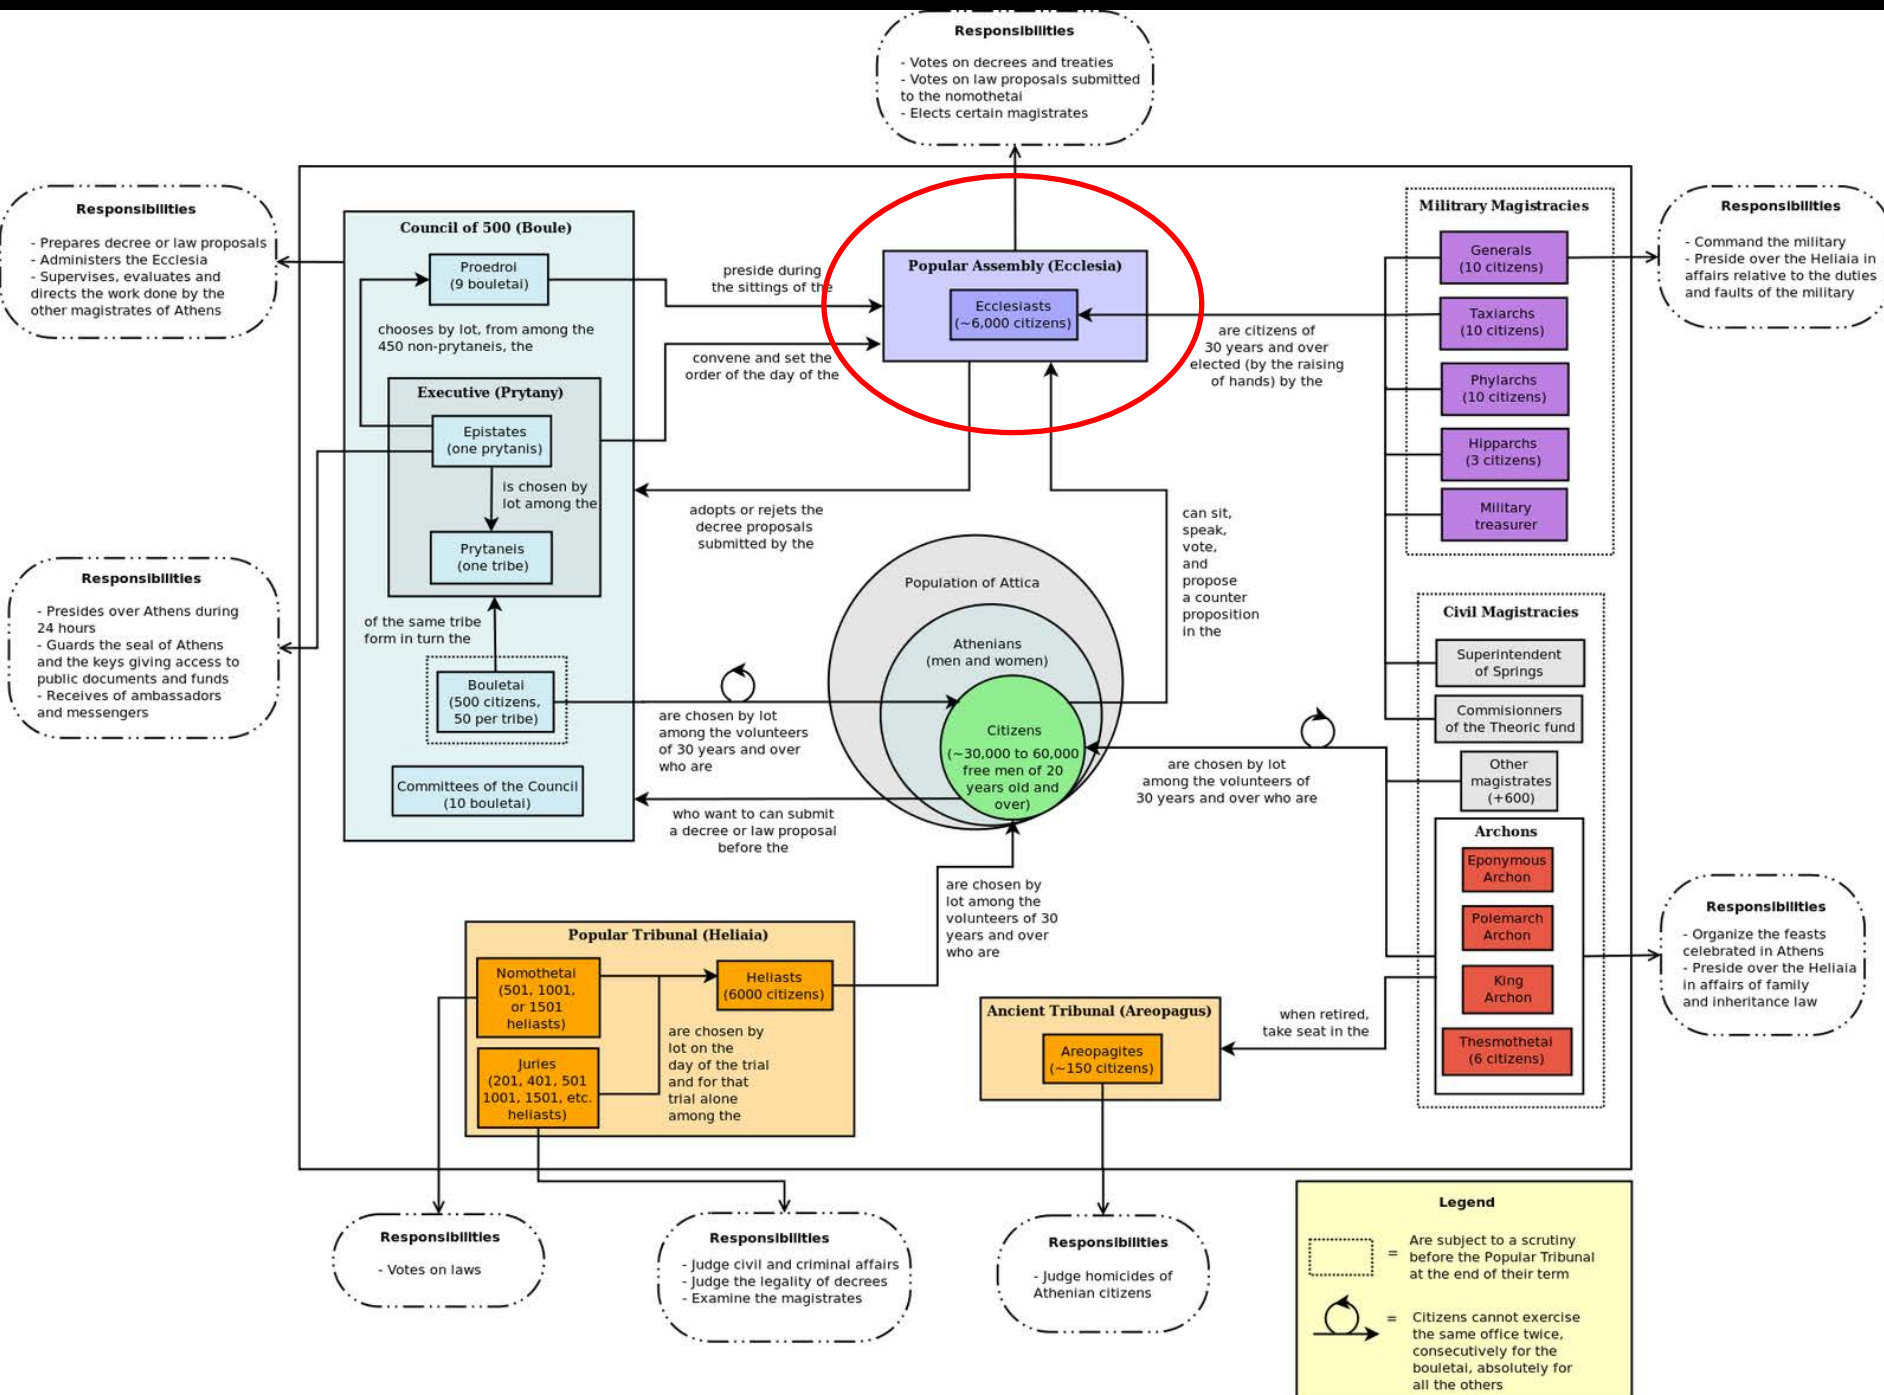 Responsibilities
- Votes on decrees and treaties
- Votes on law proposals submitted
to the nomothetai
- Elects certain magistrates
Responsibilities
- Prepares decree or law proposals
- Administers the Ecclesia
- Supervises, evaluates and
directs the work done by the
other magistrates of Athens
Council of 500 (Boule)
Proedroi
(9 bouletai)
chooses by lot, from among the
450 non-prytaneis, the
Executive (Prytany)
Epistates
(one prytanis)
is chosen by
lot among the
Prytaneis
(one tribe)
of the same tribe
form in turn the
Bouletai
(500 citizens,
50 per tribe)
Committees of the Council
(10 bouletai)
preside during
the sittings of the
convene and set the
order of the day of the
Popular Assembly (Ecclesia)
Ecclesiasts
(~6,000 citizens)
are citizens of
30 years and over
elected (by the raising
of hands) by the
adopts or rejects the
decree proposals
submitted by the
can sit,
speak,
vote,
and
propose
a counter
proposition
in the
Military Magistracies
Generals
(10 citizens)
Taxiarchs
(10 citizens)
Phylarchs
(10 citizens)
Hipparchs
(3 citizens)
Military
treasurer
Responsibilities
- Command the military
- Preside over the Heliaia in
affairs relative to the duties
and faults of the military
Responsibilities
- Presides over Athens during
24 hours
- Guards the seal of Athens
and the keys giving access to
public documents and funds
- Receives of ambassadors
and messengers
Population of Attica
Athenians
(men and women)
Citizens
(~30,000 to 60,000
free men of 20
years old and
over)
are chosen by lot
among the volunteers
of 30 years and over
who are
who want to can submit
a decree or law proposal
before the
are chosen by lot
among the volunteers of
30 years and over who are
Civil Magistracies
Superintendent
of Springs
Commisionners
of the Theoric fund
Other
magistrates
(+600)
Archons
Eponymous
Archon
Polemarch
Archon
King
Archon
Thesmothetai
(6 citizens)
Responsibilities
- Organize the feasts
celebrated in Athens
- Preside over the Heliaia
in affairs of family
and inheritance law
are chosen by
lot among the
volunteers of 30
years and over
who are
Popular Tribunal (Heliaia)
Nomothetai
(501, 1001,
or 1501
heliasts)
Heliasts
(6000 citizens)
Juries
(201, 401, 501
1001, 1501, etc.
heliasts)
are chosen by
lot on the
day of the trial
and for that
trial alone
among the
Ancient Tribunal (Areopagus)
Areopagites
(~150 citizens)
when retired,
take seat in the
Responsibilities
- Votes on laws
Responsibilities
- Judge civil and criminal affairs
- Judge the legality of decrees
- Examine the magistrates
Responsibilities
- Judge homicides of
Athenian citizens
Legend
= Are subject to a scrutiny
before the Popular Tribunal
at the end of their term
= Citizens cannot exercise
the same office twice,
consecutively for the
bouletai, absolutely for
all the others